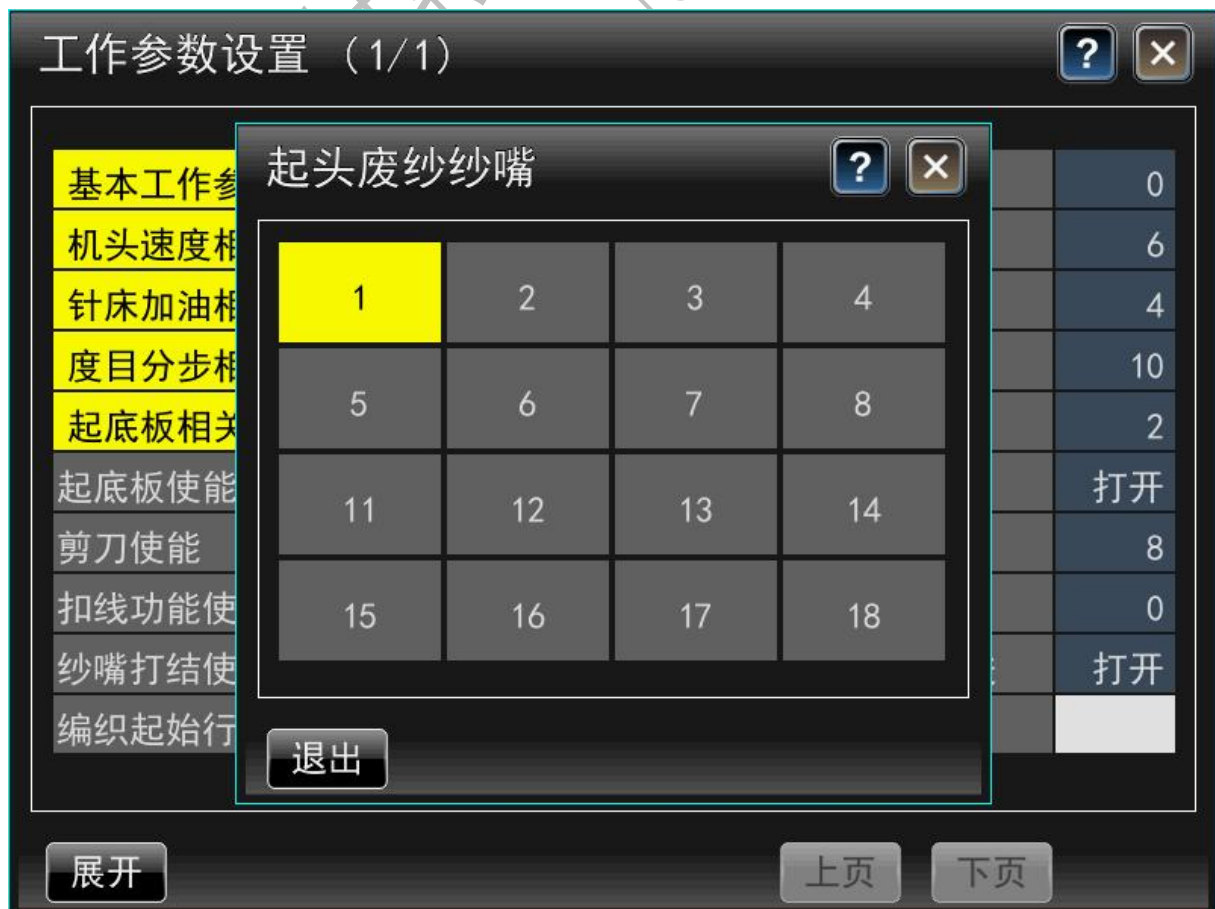 工作参数设置 (1/1)
? ×
起头废纱纱嘴
? ×
基本工作参
0
机头速度相
6
针床加油相
4
度目分步相
10
起底板相关
2
起底板使能
打开
剪刀使能
8
扣线功能使
0
纱嘴打结使
打开
编织起始行
1 2 3 4
5 6 7 8
11 12 13 14
15 16 17 18
退出
展开
上页
下页